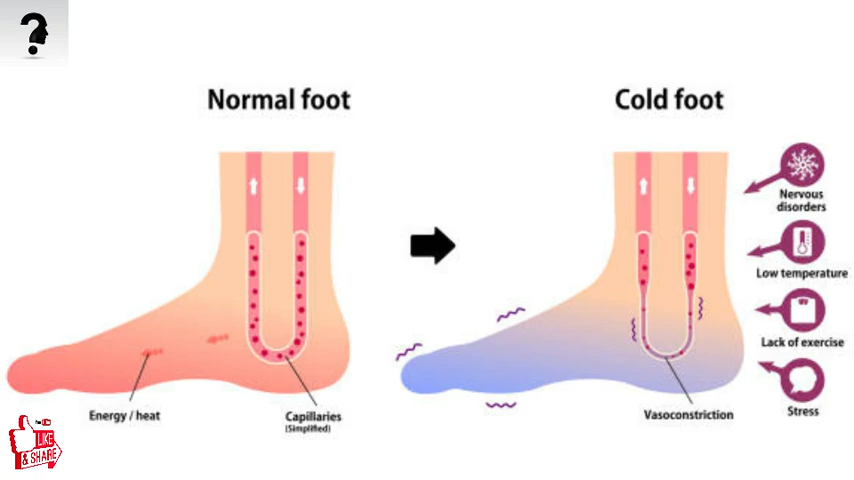 Normal foot
Cold foot
Nervous
disorders
Low temperature
Lack of exercise
Stress
Energy / heat
Capillaries
(Simplified)
Vasoconstriction
LIKE
& SHARE